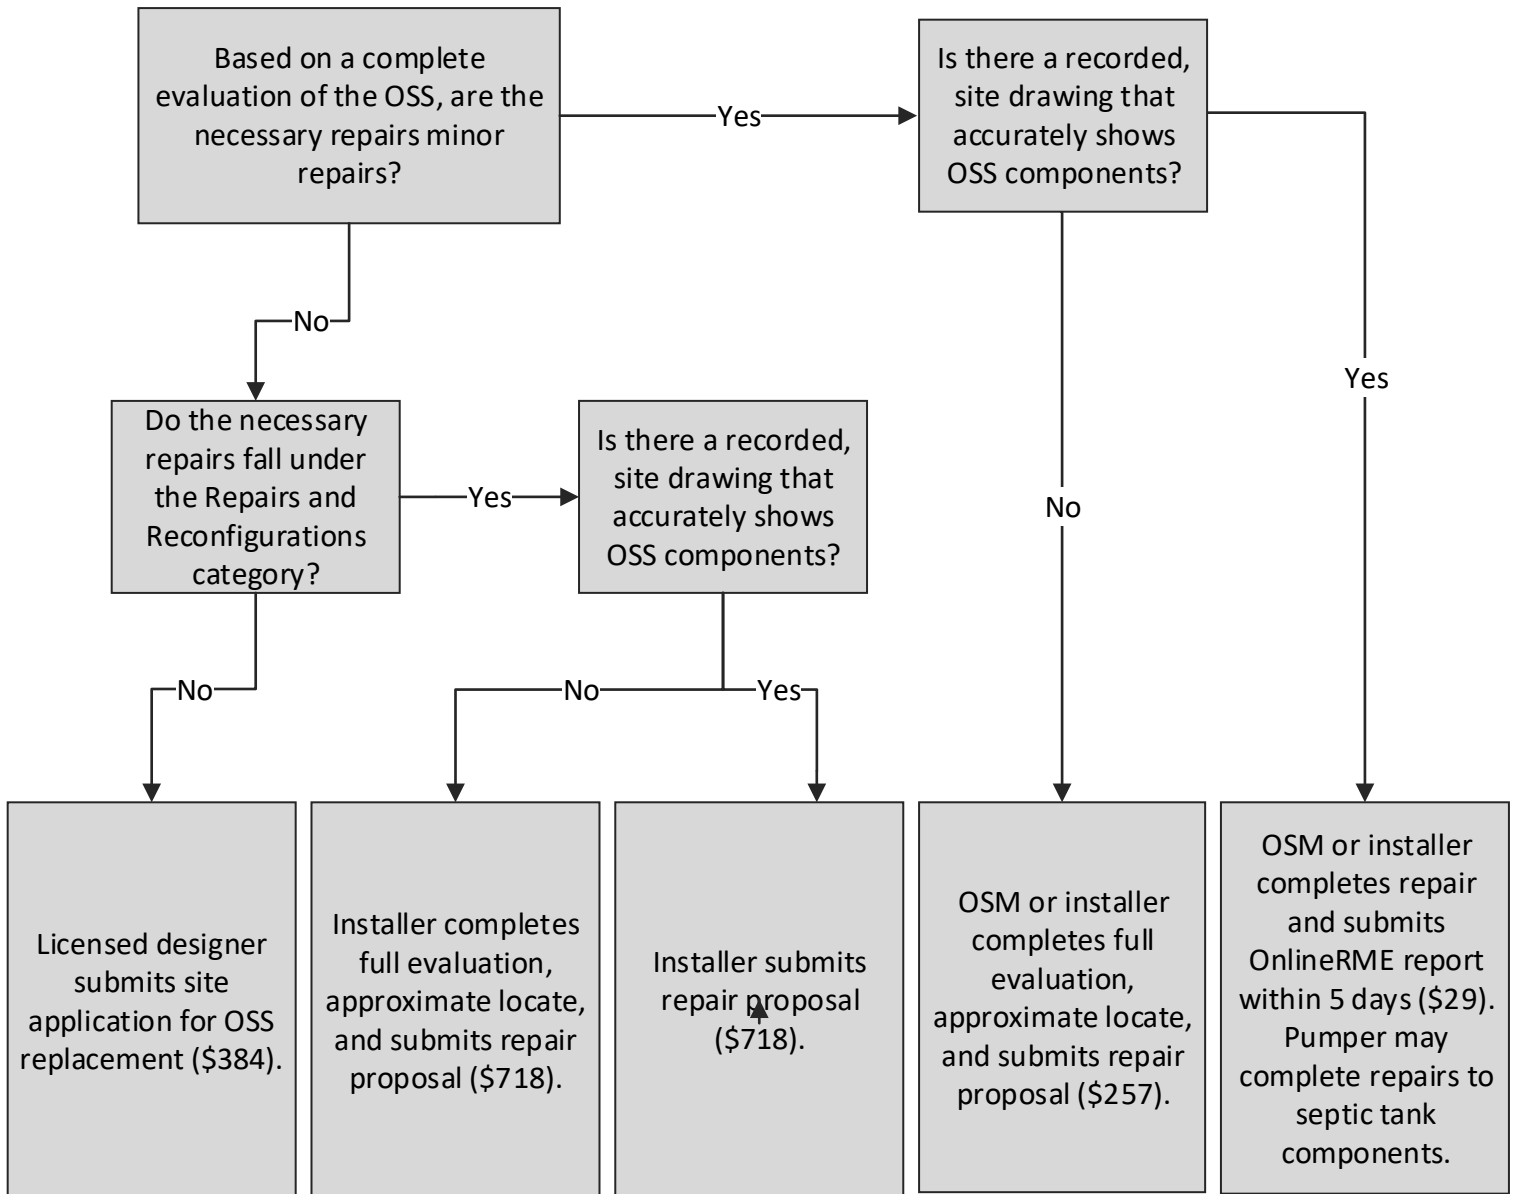 Based on a complete
evaluation of the OSS, are the
necessary repairs minor
repairs?
Yes
Is there a recorded,
site drawing that
accurately shows
OSS components?
No
Yes
No
Do the necessary
repairs fall under
the Repairs and
Reconfigurations
category?
Yes
Is there a recorded,
site drawing that
accurately shows
OSS components?
No
No
Yes
Licensed designer
submits site
application for OSS
replacement ($384).
Installer completes
full evaluation,
approximate locate,
and submits repair
proposal ($718).
Installer submits
repair proposal
($718).
OSM or installer
completes full
evaluation,
approximate locate,
and submits repair
proposal ($257).
OSM or installer
completes repair
and submits
OnlineRME report
within 5 days ($29).
Pumper may
complete repairs to
septic tank
components.